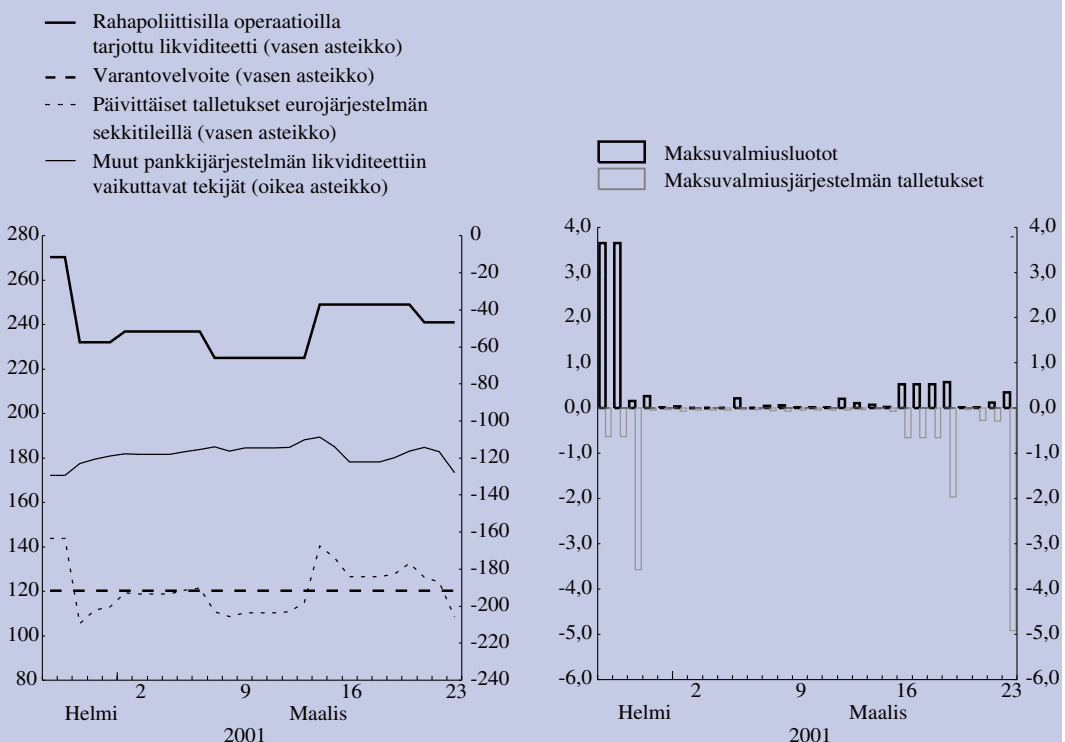 Rahapoliittisilla operaatioilla
tarjottu likviditeetti (vasen asteikko)
Varantovelvoite (vasen asteikko)
Päivittäiset talletukset eurojärjestelmän
sekkitileillä (vasen asteikko)
Muut pankkijärjestelmän likviditeettiin
vaikuttavat tekijät (oikea asteikko)
280 0
-20
260
-40
240
-60
220
-80
200 -100
180 -120
-140
160
-160
140
-180
120
-200
100
-220
80 -240
2 9 16 23
Helmi Maalis
2001
Maksuvalmiusluotot
Maksuvalmiusjärjestelmän talletukset
4,0 4,0
3,0 3,0
2,0 2,0
1,0 1,0
0,0 0,0
-1,0 -1,0
-2,0 -2,0
-3,0 -3,0
-4,0 -4,0
-5,0 -5,0
-6,0 -6,0
2 9 16 23
Helmi Maalis
2001